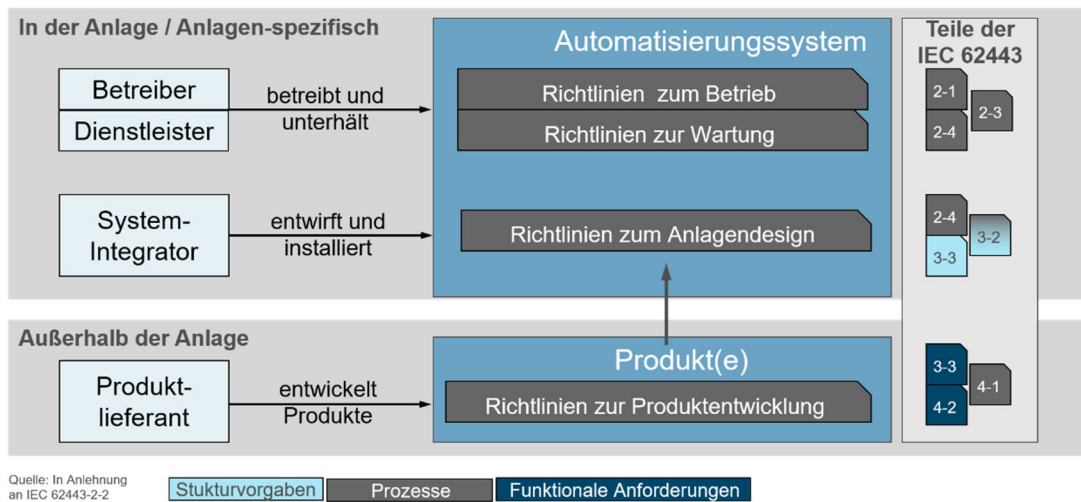 In der Anlage / Anlagen-spezifisch
Automatisierungssystem
Teile der
IEC 62443
Betreiber
Dienstleister
betreibt und
unterhält
Richtlinien zum Betrieb
Richtlinien zur Wartung
2-1
2-4
2-3
System-
Integrator
entwirft und
installiert
Richtlinien zum Anlagendesign
2-4
3-3
3-2
Außerhalb der Anlage
Produkt(e)
Produkt-
lieferant
entwickelt
Produkte
Richtlinien zur Produktentwicklung
3-3
4-2
4-1
Quelle: In Anlehnung
an IEC 62443-2-2
Stukturvorgaben
Prozesse
Funktionale Anforderungen